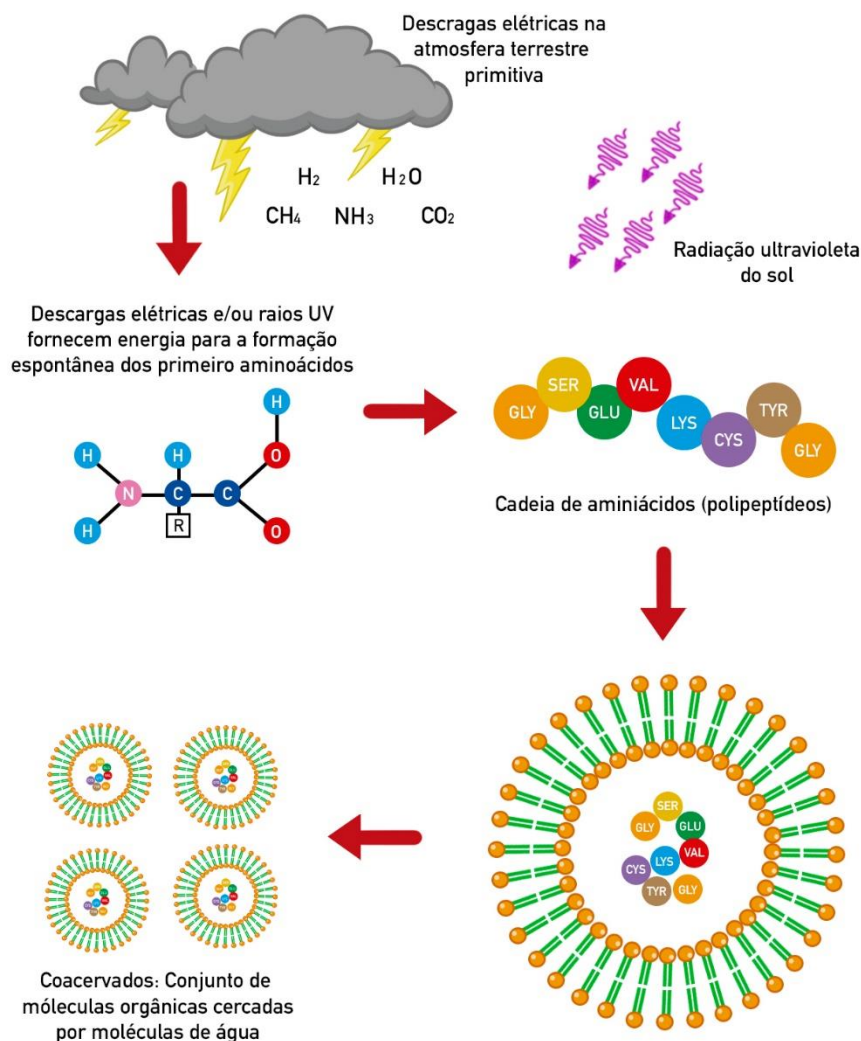 Descragas elétricas na
atmosfera terrestre
primitiva
H₂ H₂O
CH₄ NH₃ CO₂
Radiação ultravioleta
do sol
Descargas elétricas e/ou raios UV
fornecem energia para a formação
espontânea dos primeiro aminoácidos
H
H H O
N C C
H R O
GLY SER GLU VAL LYS CYS TYR GLY
Cadeia de aminiácidos (polipeptídeos)
SER
GLY GLU
CYS LYS VAL
TYR GLY
Coacervados: Conjunto de
móleculas orgânicas cercadas
por moléculas de água